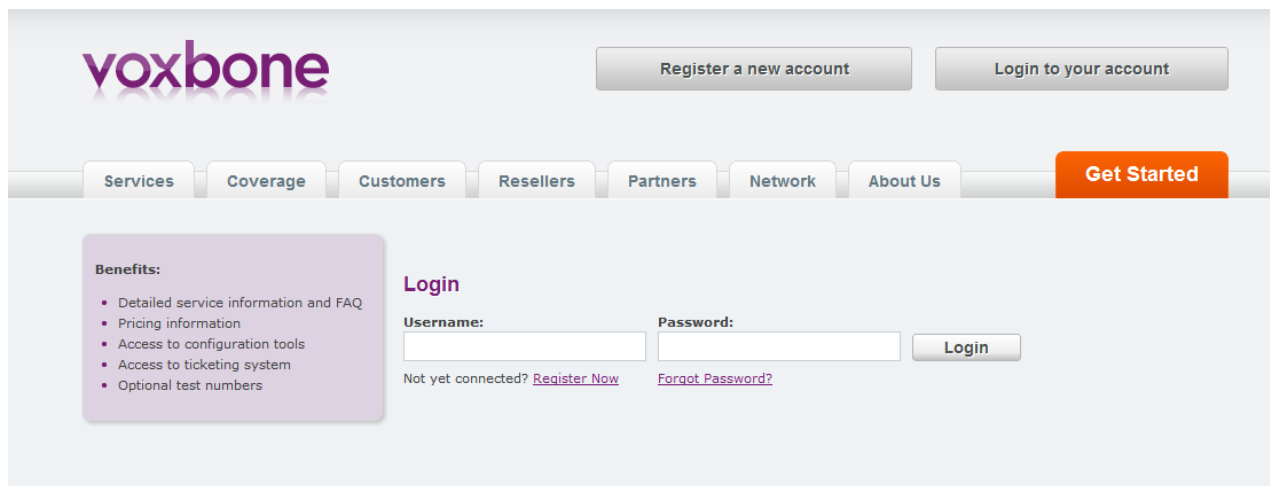 voxbone
Register a new account
Login to your account
Services
Coverage
Customers
Resellers
Partners
Network
About Us
Get Started
Benefits:
• Detailed service information and FAQ
• Pricing information
• Access to configuration tools
• Access to ticketing system
• Optional test numbers
Login
Username:
Password:
Login
Not yet connected? Register Now
Forgot Password?